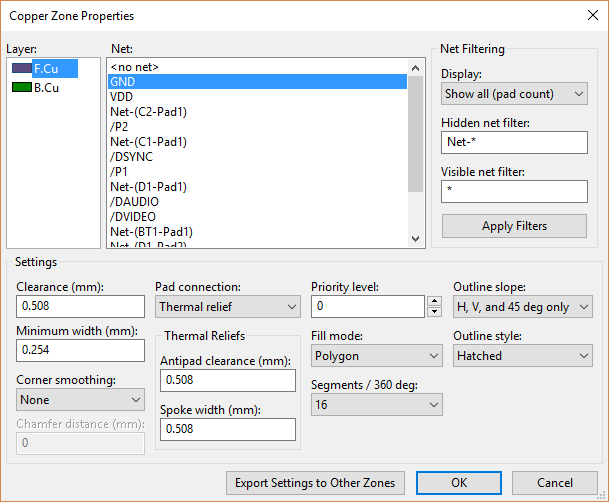 Copper Zone Properties
Layer:
F.Cu
B.Cu
Net:
<no net>
GND
VDD
Net-(C2-Pad1)
/P2
Net-(C1-Pad1)
/DSYNC
/P1
Net-(D1-Pad1)
/DAUDIO
/DVIDEO
Net-(BT1-Pad1)
Net-(D1-Pad2)
Net Filtering
Display:
Show all (pad count)
Hidden net filter:
Net-*
Visible net filter:
*
Apply Filters
Settings
Clearance (mm):
0.508
Minimum width (mm):
0.254
Corner smoothing:
None
Chamfer distance (mm):
0
Pad connection:
Thermal relief
Thermal Reliefs
Antipad clearance (mm):
0.508
Spoke width (mm):
0.508
Priority level:
0
Fill mode:
Polygon
Segments / 360 deg:
16
Outline slope:
H, V, and 45 deg only
Outline style:
Hatched
Export Settings to Other Zones
OK
Cancel